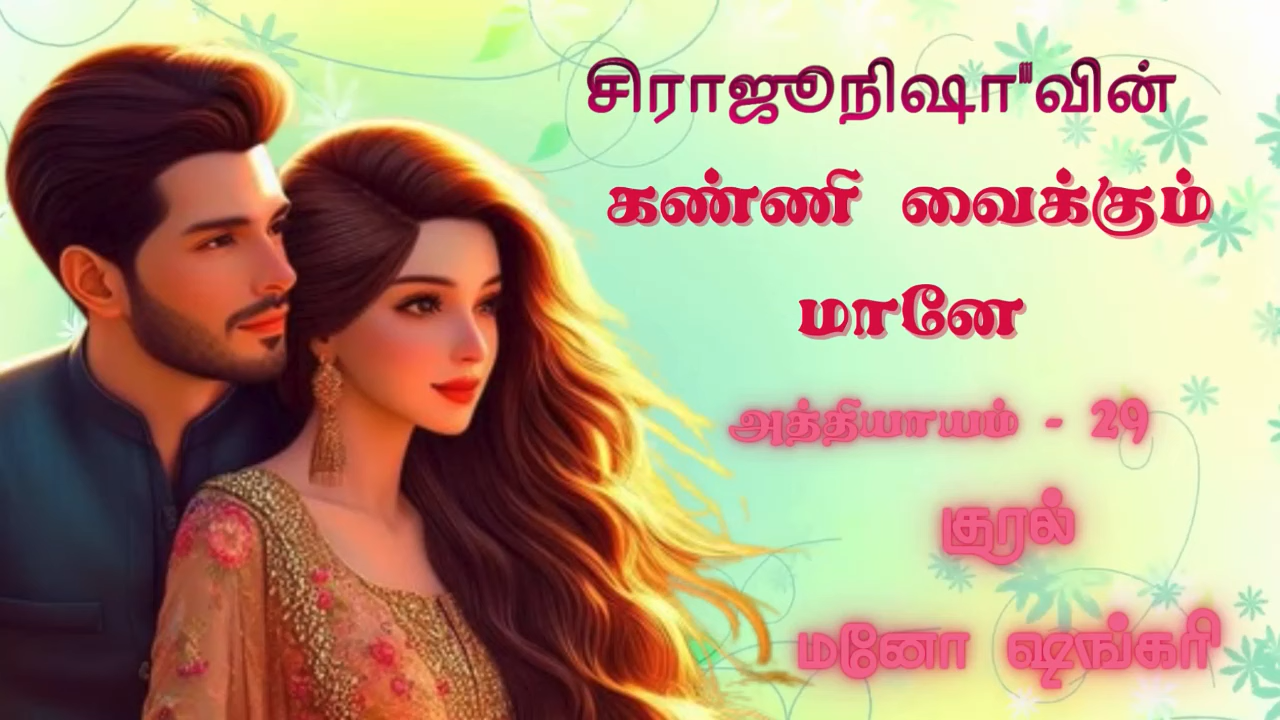 சிராஜூநிஷா"வின்
கண்ணி வைக்கும்
மானே
அத்தியாயம் - 29
குரல்
மனோ ஷங்கரி